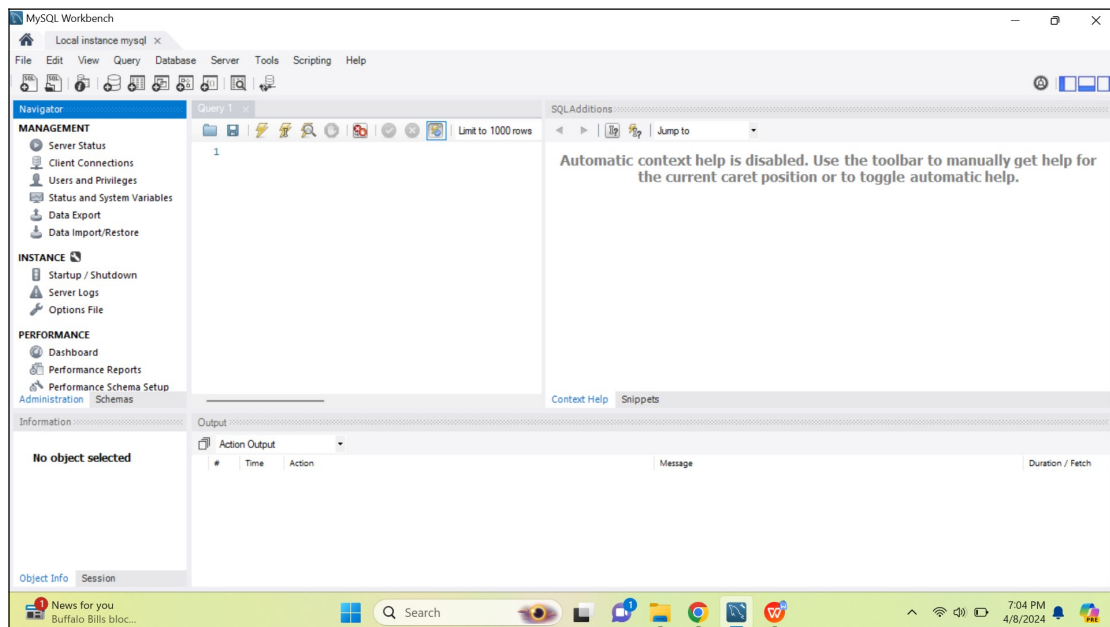 MySQL Workbench
Local instance mysql
File Edit View Query Database Server Tools Scripting Help
Navigator
MANAGEMENT
Server Status
Client Connections
Users and Privileges
Status and System Variables
Data Export
Data Import/Restore
INSTANCE
Startup / Shutdown
Server Logs
Options File
PERFORMANCE
Dashboard
Performance Reports
Performance Schema Setup
Administration Schemas
Query 1
Limit to 1000 rows
1
SQLAdditions
Jump to
Automatic context help is disabled. Use the toolbar to manually get help for
the current caret position or to toggle automatic help.
Context Help Snippets
Information
No object selected
Object Info Session
Output
Action Output
# Time Action Message Duration / Fetch
1
News for you
Buffalo Bills bloc...
Search
1
7:04 PM
4/8/2024
PRE